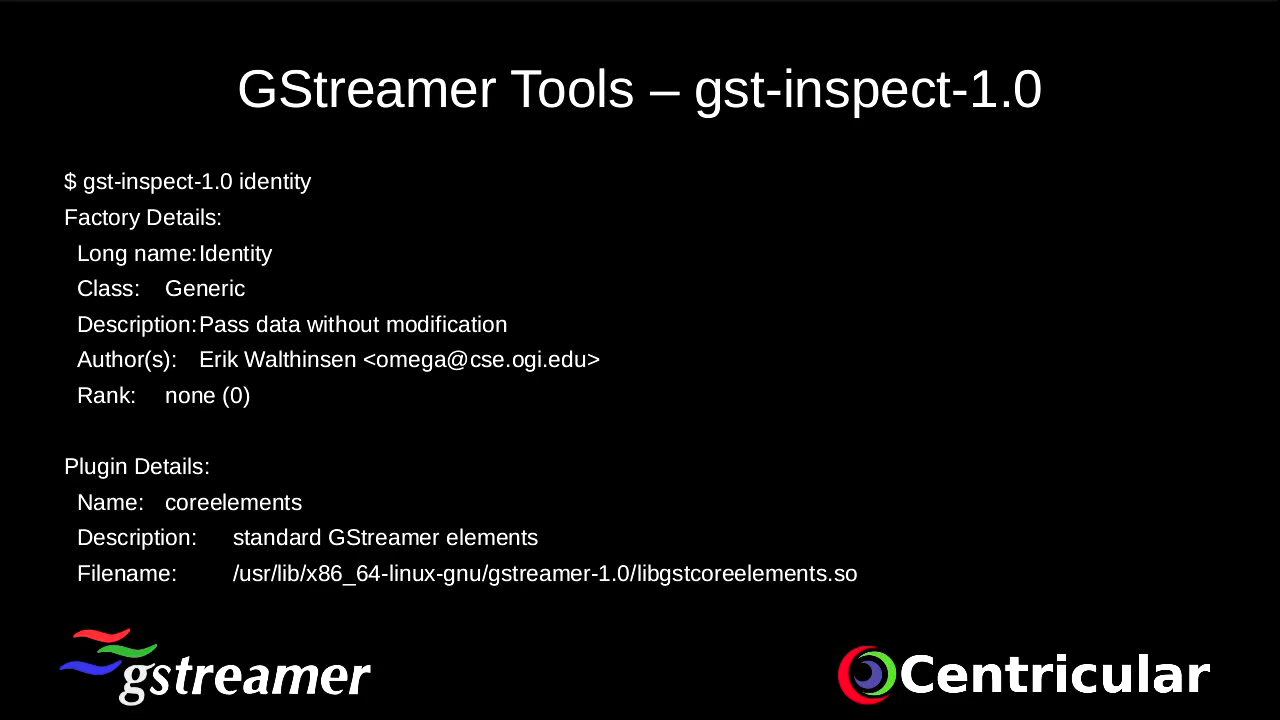 GStreamer Tools – gst-inspect-1.0
$ gst-inspect-1.0 identity
Factory Details:
Long name: Identity
Class: Generic
Description: Pass data without modification
Author(s): Erik Walthinsen <omega@cse.ogi.edu>
Rank: none (0)
Plugin Details:
Name: coreelements
Description: standard GStreamer elements
Filename: /usr/lib/x86_64-linux-gnu/gstreamer-1.0/libgstcoreelements.so
gstreamer
Centricular